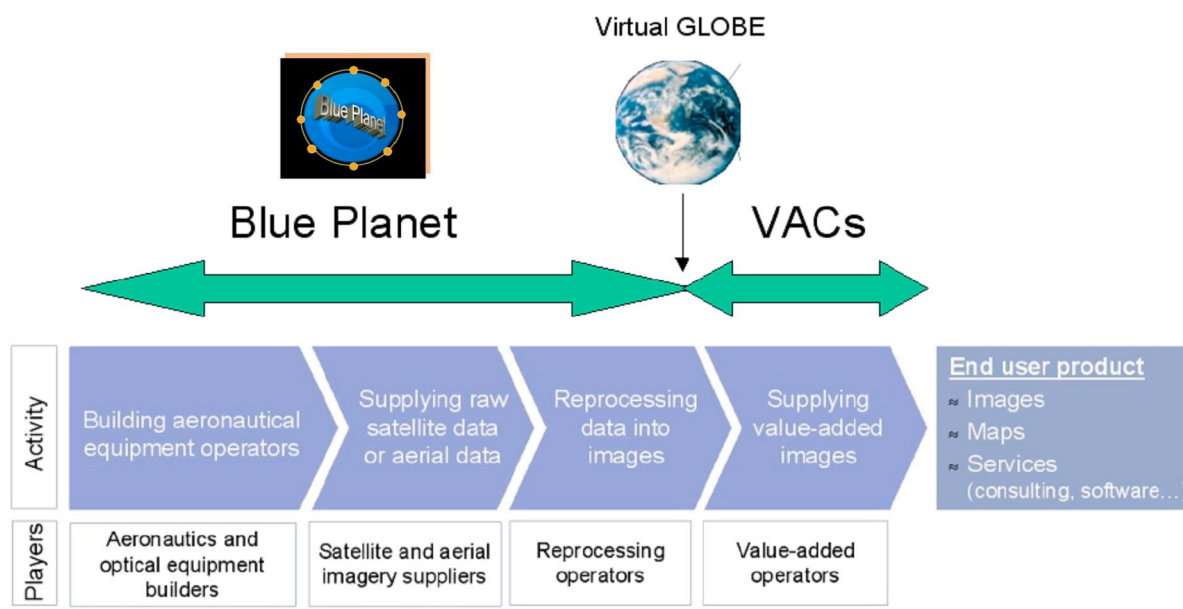 Virtual GLOBE
Blue Planet
Blue Planet
VACs
Activity
Building aeronautical
equipment operators
Supplying raw
satellite data
or aerial data
Reprocessing
data into
images
Supplying
value-added
images
End user product
≈ Images
≈ Maps
≈ Services
(consulting, software...)
Players
Aeronautics and
optical equipment
builders
Satellite and aerial
imagery suppliers
Reprocessing
operators
Value-added
operators